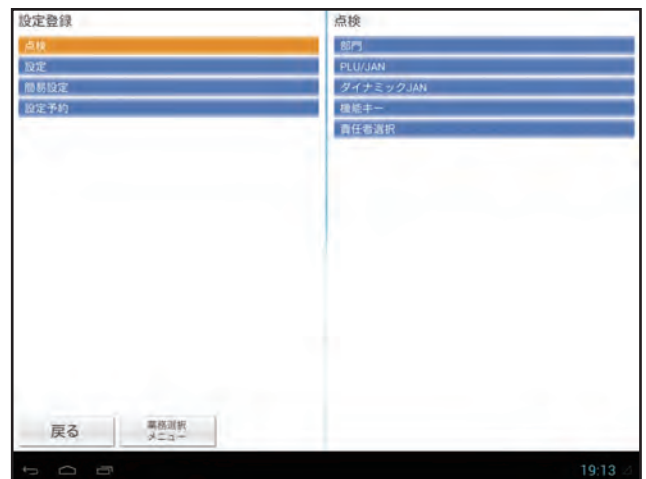 設定登録
点検
設定
簡易設定
設定予約
点検
部門
PLU/JAN
ダイナミックJAN
機能キー
責任者選択
戻る
業務選択
メニュー
19:13